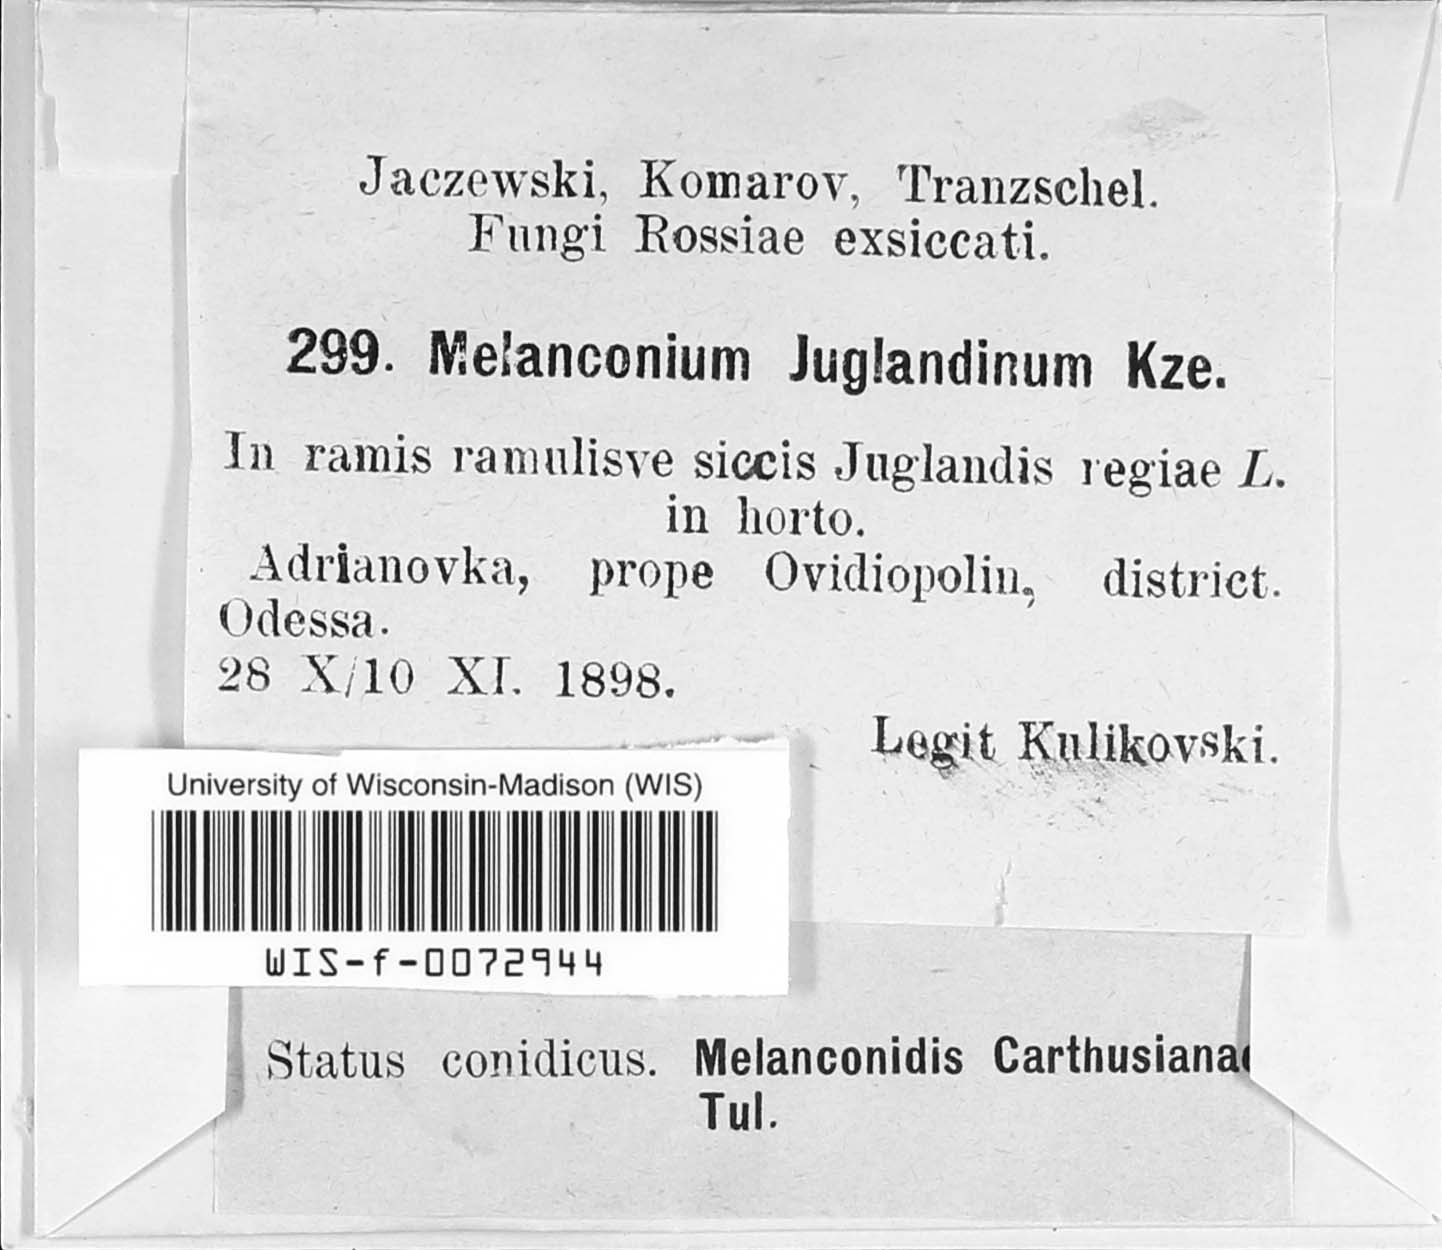 Jaczewski, Komarov, Tranzschel.
Fungi Rossiae exsiccati.
299. Melanconium Juglandinum Kze.
In ramis ramulisve siccis Juglandis regiae L.
in horto.
Adrianovka, prope Ovidiopolin, district.
Odessa.
28 X/10 XI. 1898.
Legit Kulikovski.
University of Wisconsin-Madison (WIS)
WIS-f-0072944
Status conidicus. Melanconidis Carthusianae
Tul.